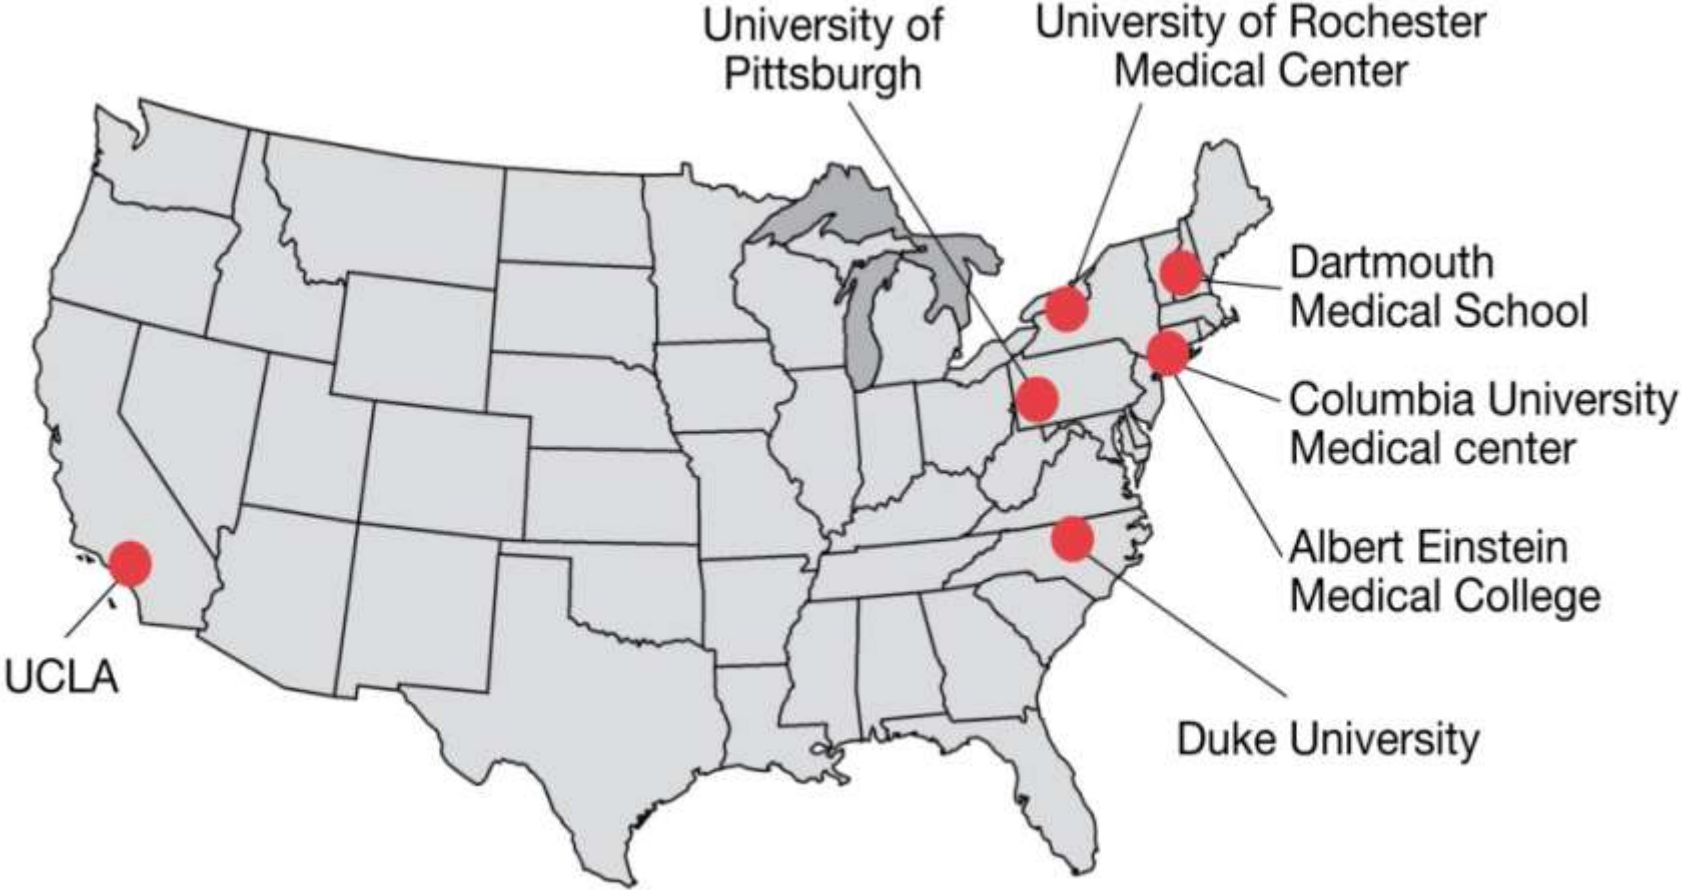 University of
Pittsburgh
University of Rochester
Medical Center
Dartmouth
Medical School
Columbia University
Medical center
Albert Einstein
Medical College
UCLA
Duke University